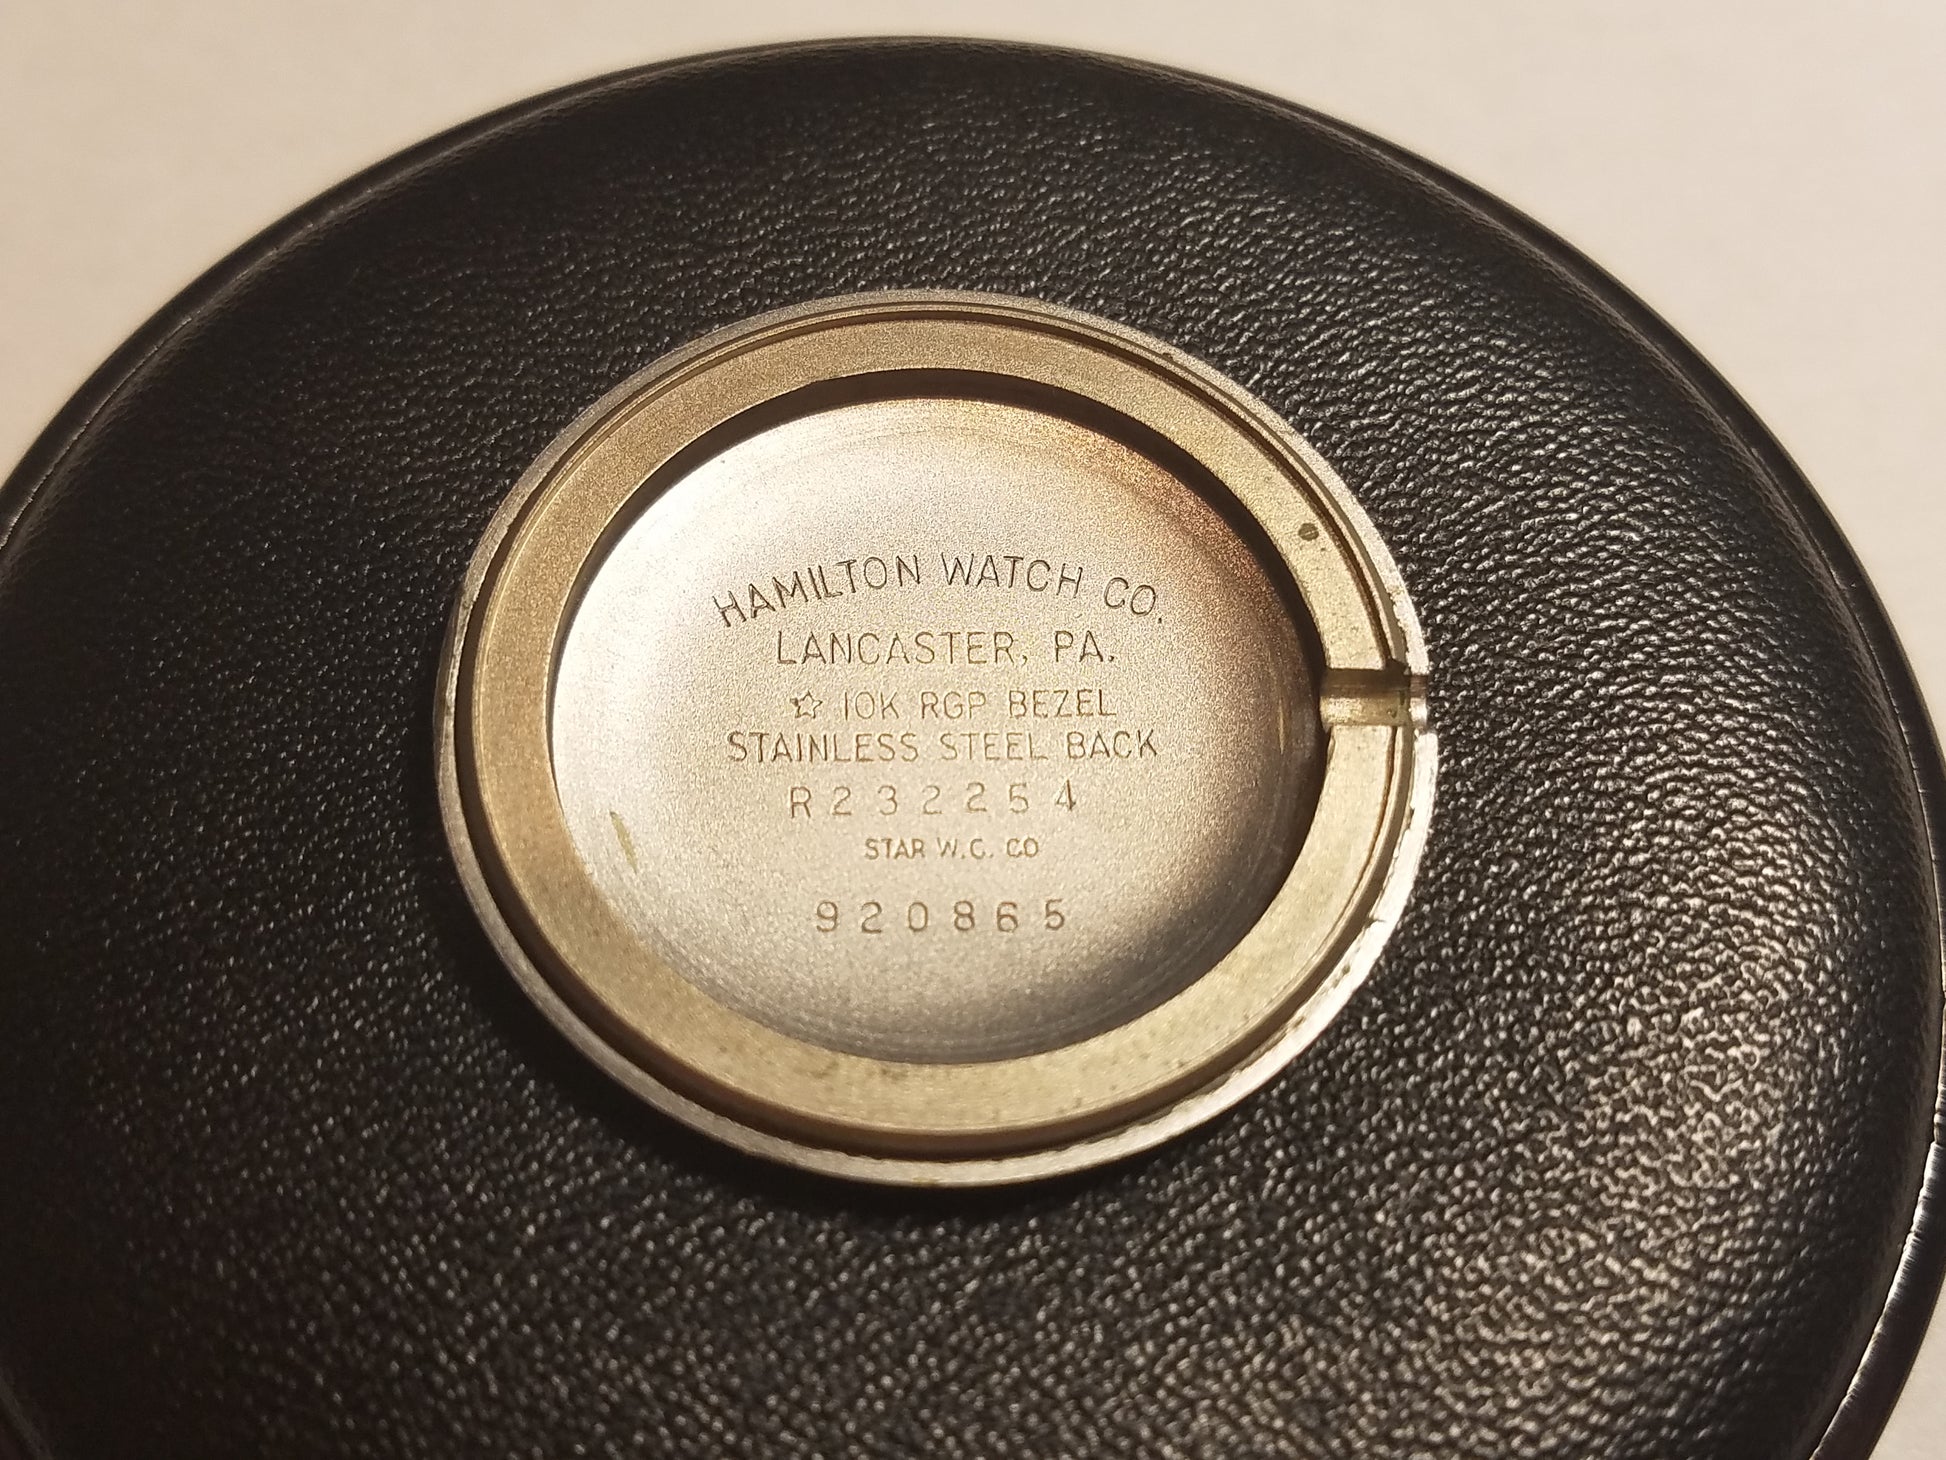 HAMILTON WATCH CO.
LANCASTER, PA.
☆ 10K RGP BEZEL
STAINLESS STEEL BACK
R232254
STAR W.C. CO
920865